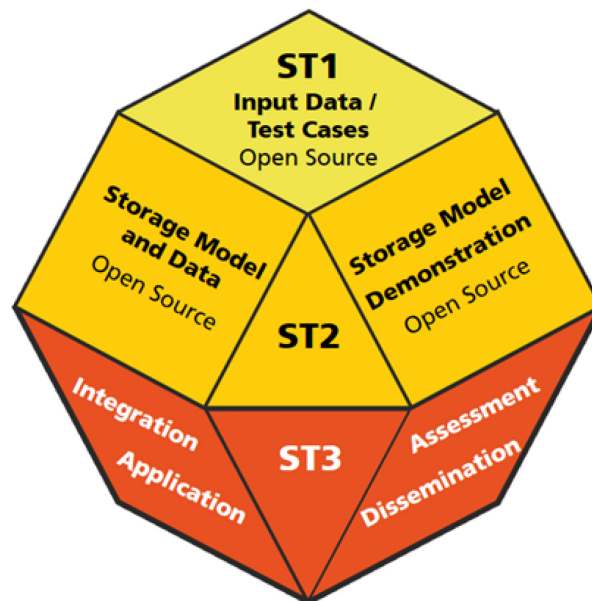 ST1
Input Data /
Test Cases
Open Source
Storage Model
and Data
Open Source
ST2
Storage Model
Demonstration
Open Source
Integration
Application
ST3
Assessment
Dissemination